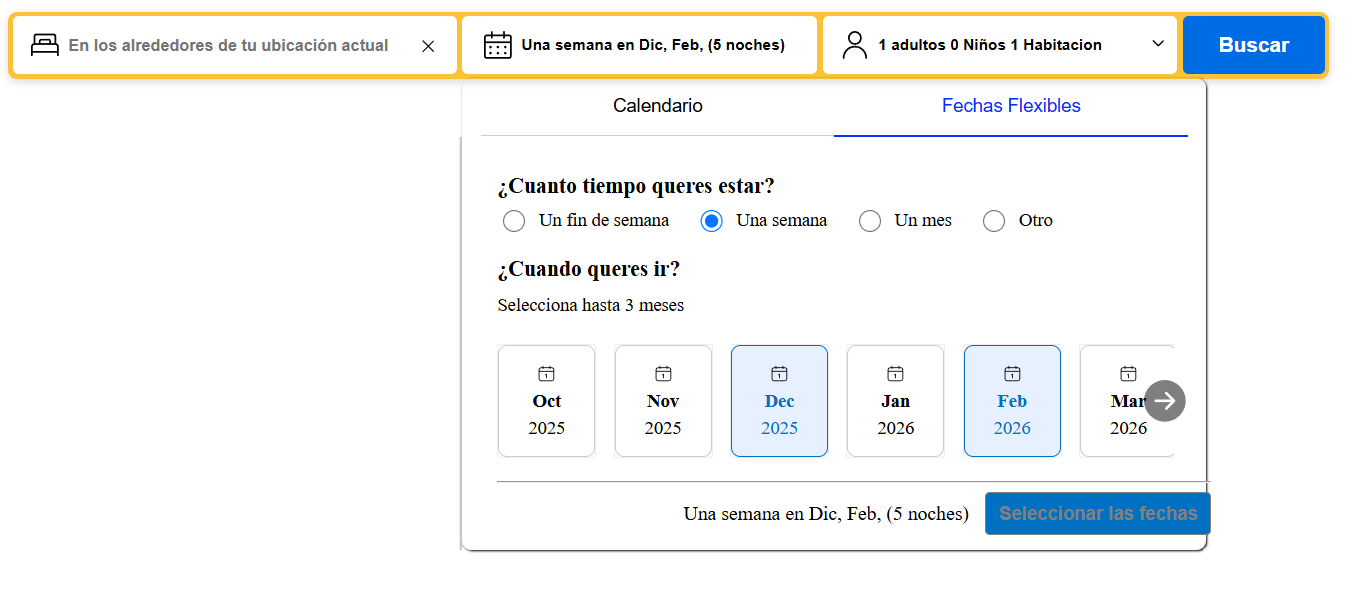 En los alrededores de tu ubicación actual
Una semana en Dic, Feb, (5 noches)
1 adultos 0 Niños 1 Habitacion
Buscar
Calendario
Fechas Flexibles
¿Cuanto tiempo queres estar?
Un fin de semana
Una semana
Un mes
Otro
¿Cuando queres ir?
Selecciona hasta 3 meses
1
Oct
2025
1
Nov
2025
1
Dec
2025
1
Jan
2026
1
Feb
2026
1
Mar
2026
Una semana en Dic, Feb, (5 noches)
Seleccionar las fechas